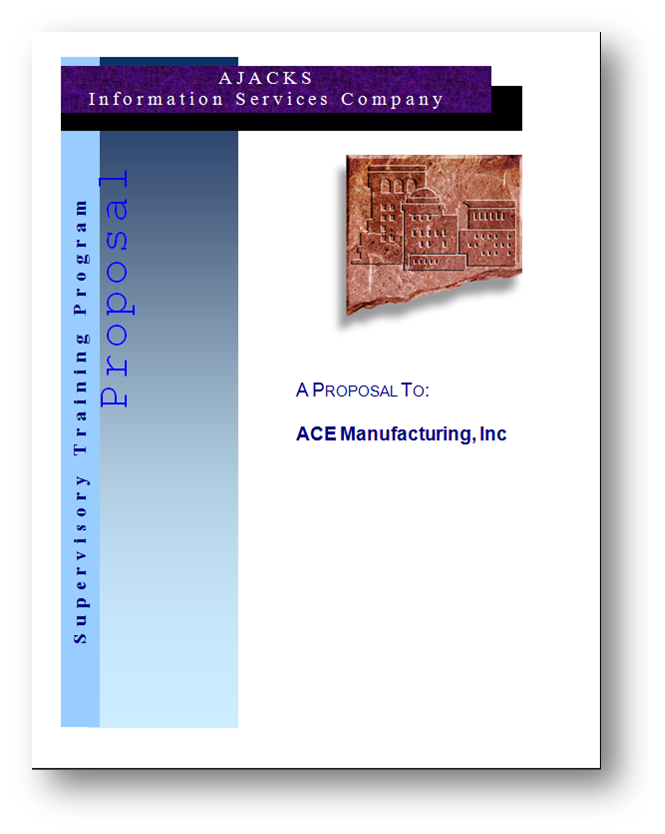 AJACKS
Information Services Company
Supervisory Training Program
Proposal
A PROPOSAL TO:
ACE Manufacturing, Inc